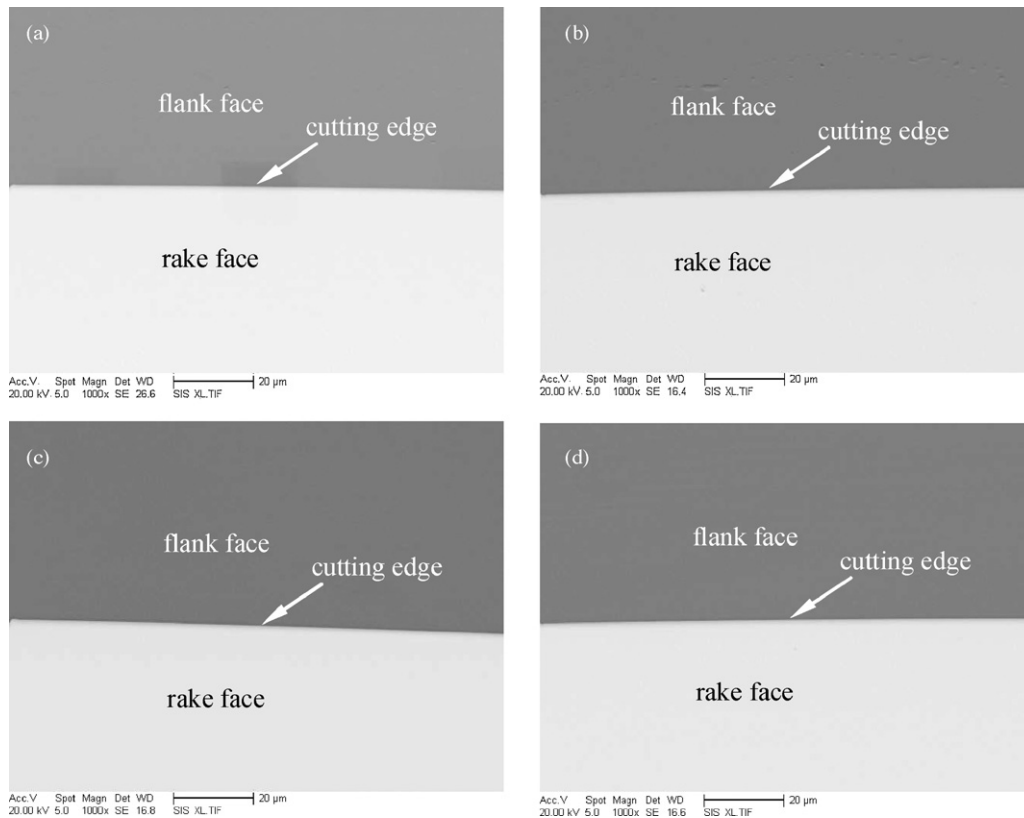 (a)
flank face
cutting edge
rake face
Acc.V Spot Magn Det WD 20 µm
20.00 kV 5.0 1000x SE 26.6 SIS XL.TIF
(b)
flank face
cutting edge
rake face
Acc.V Spot Magn Det WD 20 µm
20.00 kV 5.0 1000x SE 16.4 SIS XL.TIF
(c)
flank face
cutting edge
rake face
Acc.V Spot Magn Det WD 20 µm
20.00 kV 5.0 1000x SE 16.8 SIS XL.TIF
(d)
flank face
cutting edge
rake face
Acc.V Spot Magn Det WD 20 µm
20.00 kV 5.0 1000x SE 16.6 SIS XL.TIF